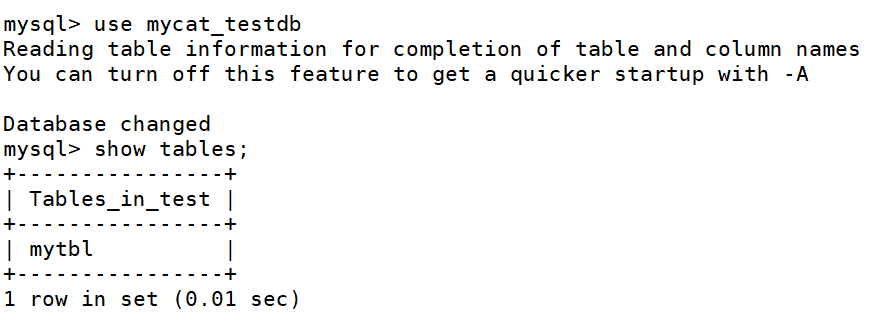 mysql> use mycat_testdb
Reading table information for completion of table and column names
You can turn off this feature to get a quicker startup with -A

Database changed
mysql> show tables;
+----------------+
| Tables_in_test |
+----------------+
| mytbl          |
+----------------+
1 row in set (0.01 sec)